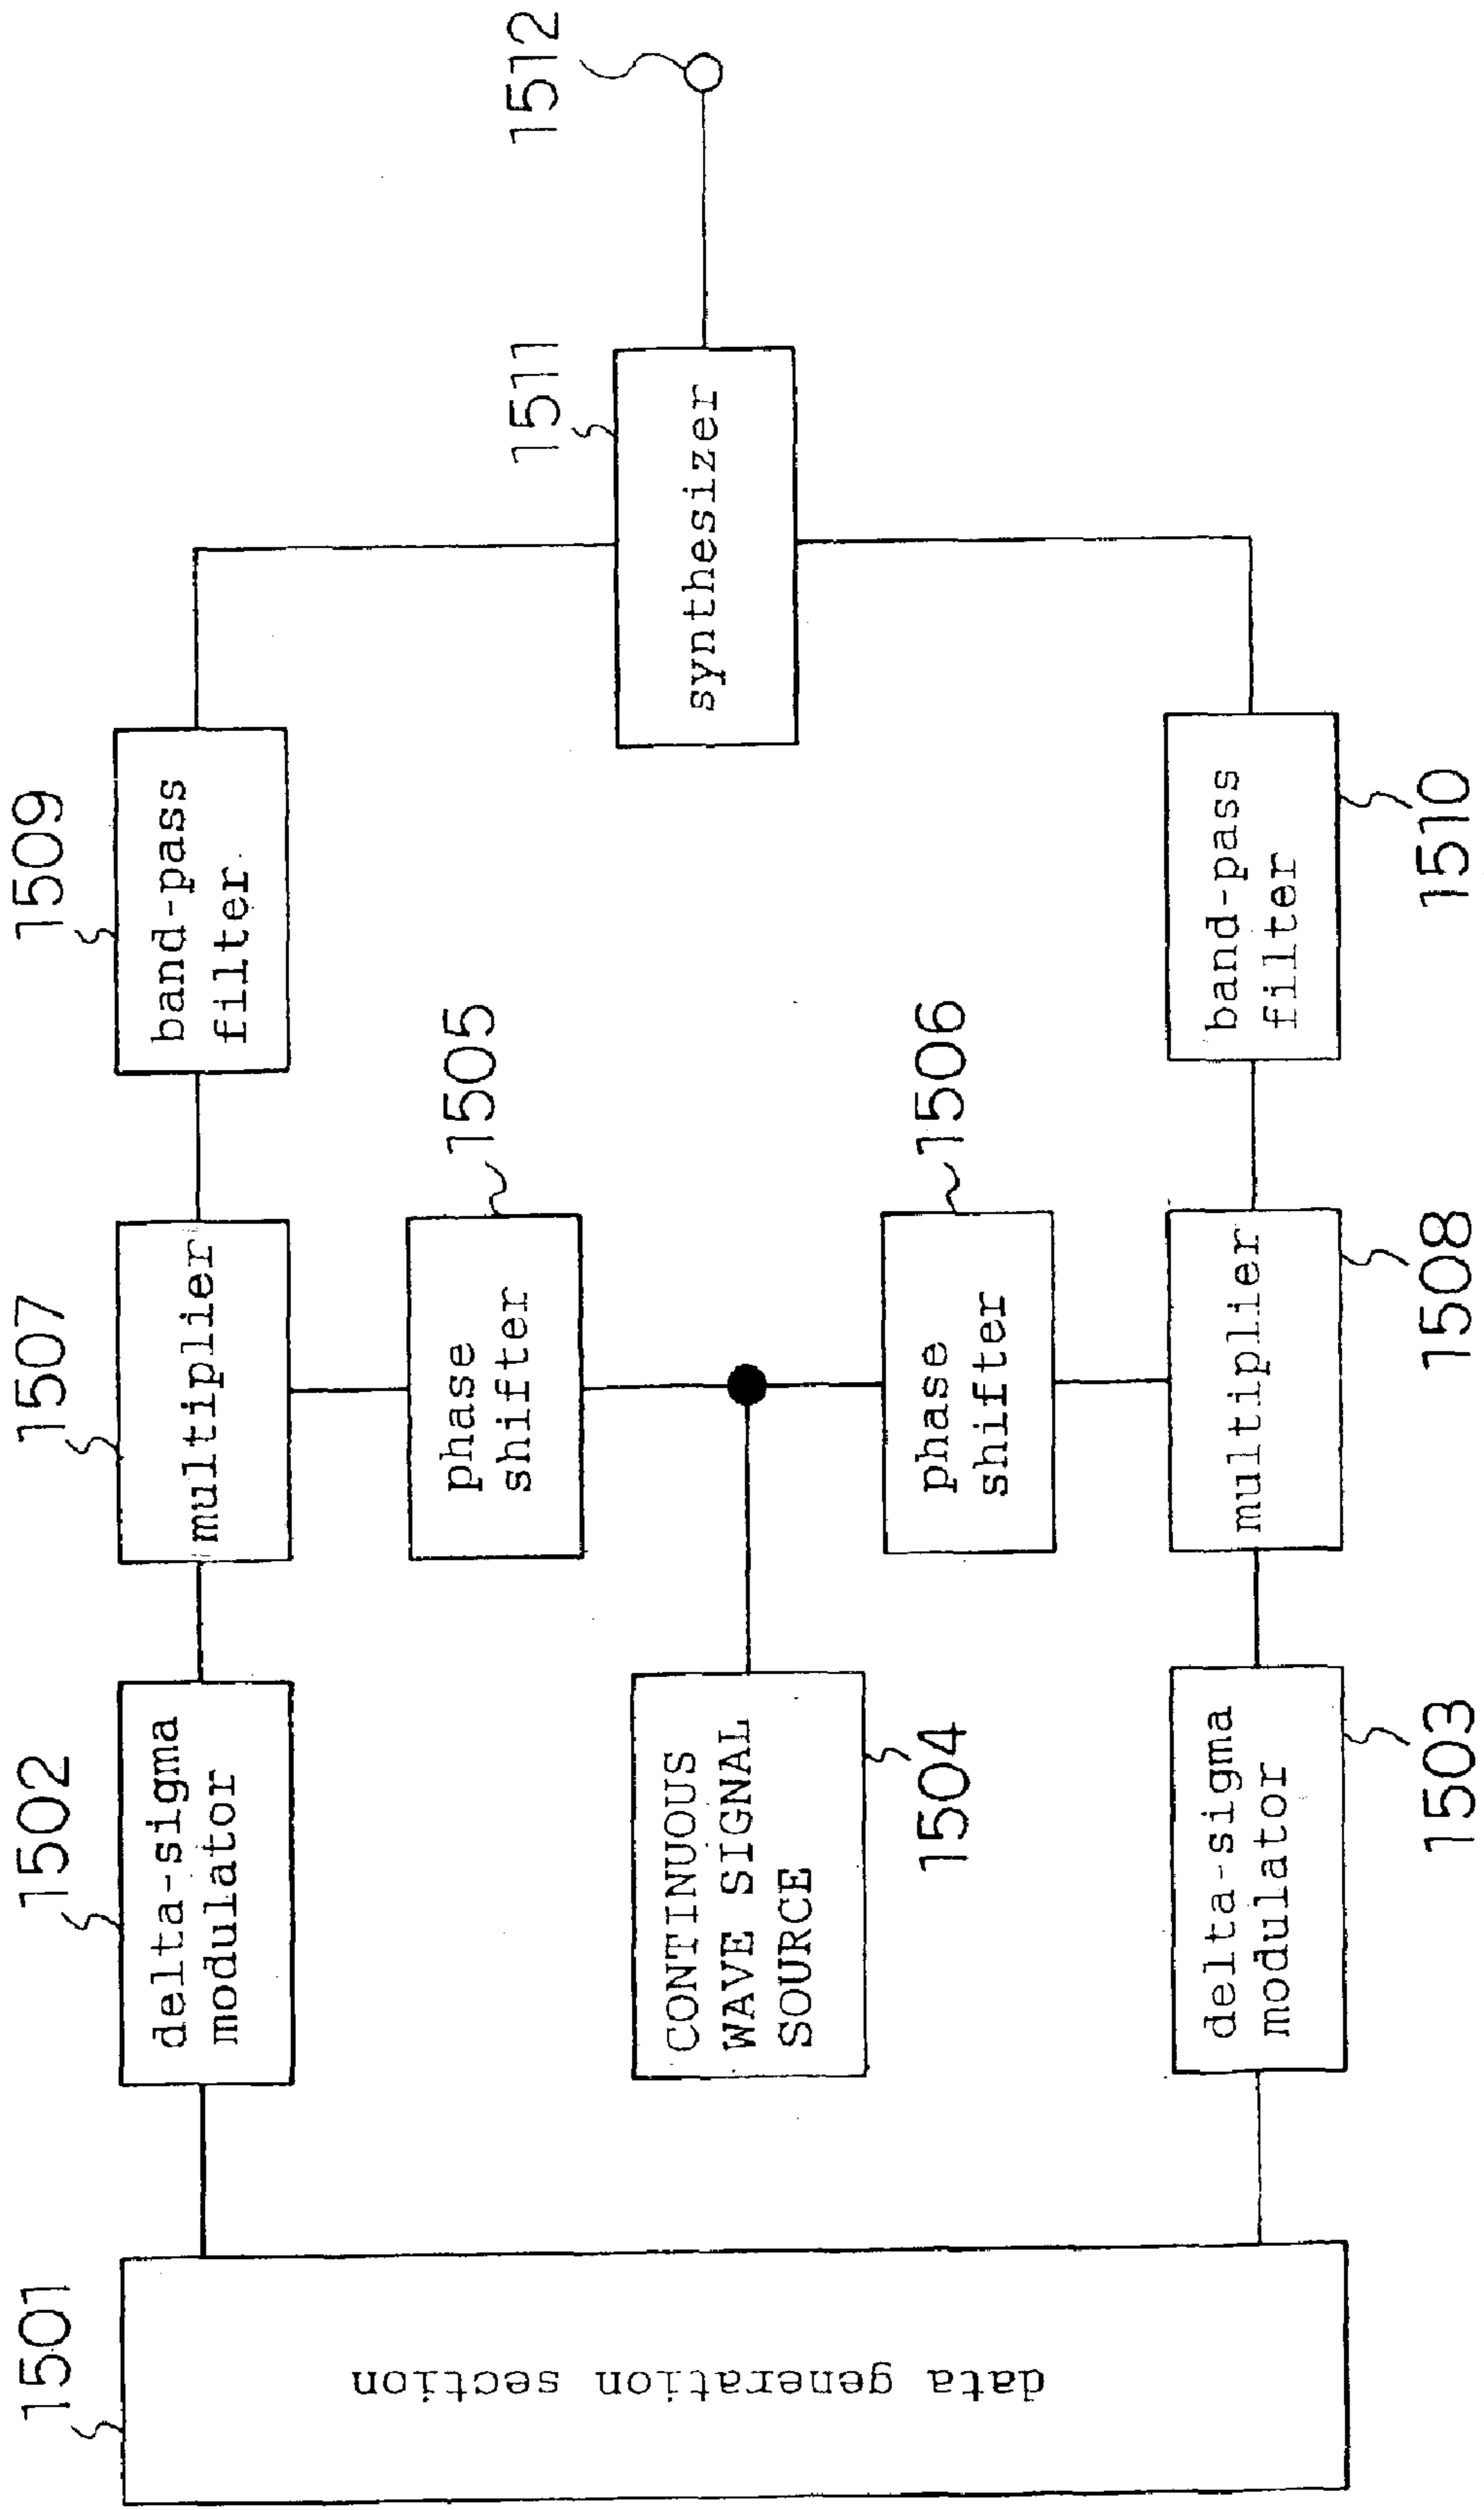 1501
data generation section
1502
delta-sigma
modulator
1503
delta-sigma
modulator
CONTINUOUS
WAVE SIGNAL
SOURCE
1504
1507
multiplier
phase
shifter
1505
phase
shifter
1506
multiplier
1508
1509
band-pass
filter
band-pass
filter
1510
1511
synthesizer
1512